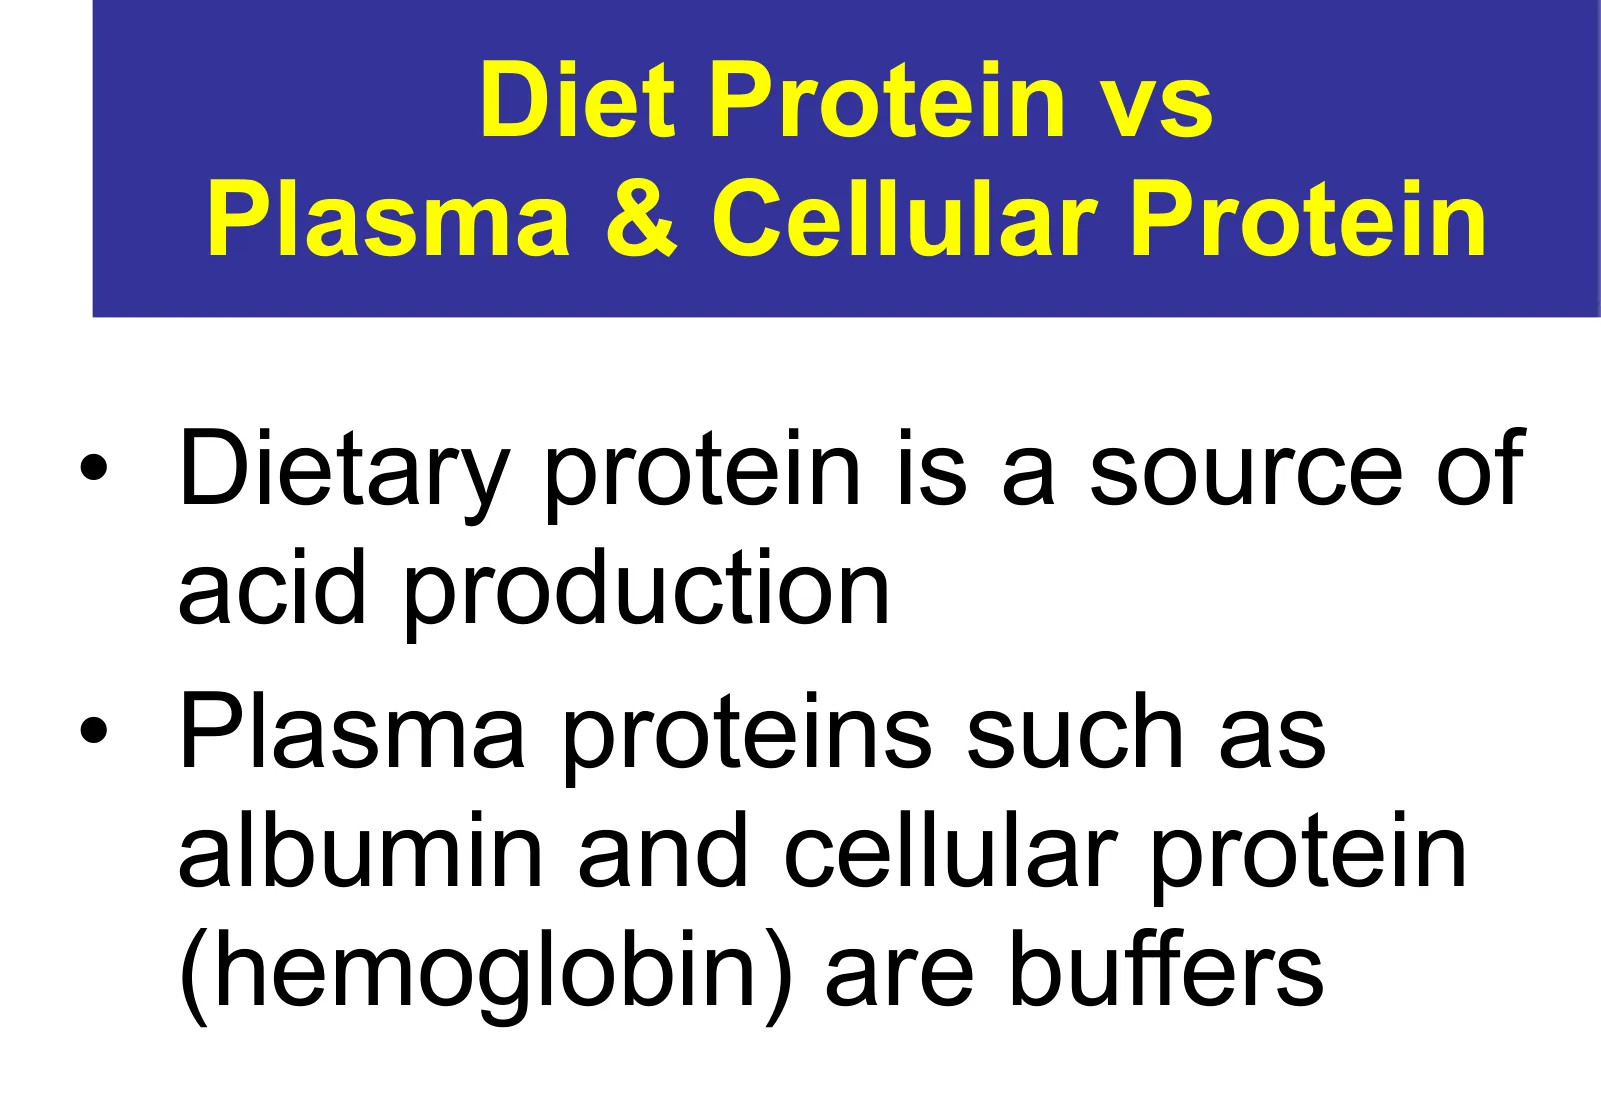 Diet Protein vs
Plasma & Cellular Protein
• Dietary protein is a source of
acid production
• Plasma proteins such as
albumin and cellular protein
(hemoglobin) are buffers